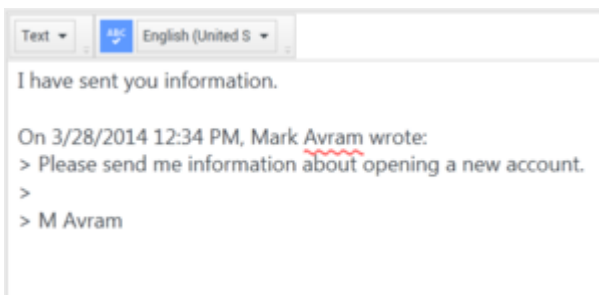 Text
ABC
English (United S
I have sent you information.
On 3/28/2014 12:34 PM, Mark Avram wrote:
> Please send me information about opening a new account.
>
> M Avram